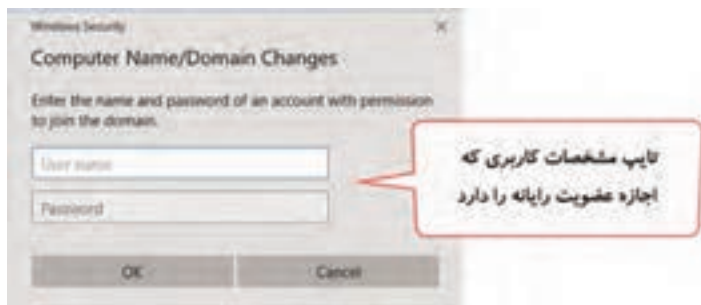 Windows Security
Computer Name/Domain Changes
Enter the name and password of an account with permission
to join the domain.
User name
Password
OK
Cancel
تایپ مشخصات کاربری که
اجازه عضویت رایانه را دارد